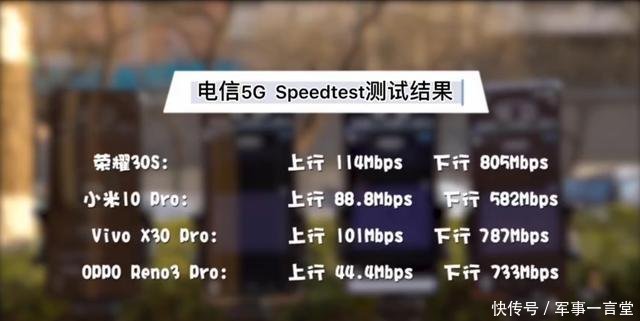 电信5G Speedtest测试结果
荣耀30S: 上行 114Mbps 下行 805Mbps
小米10 Pro: 上行 88.8Mbps 下行 582Mbps
Vivo X30 Pro: 上行 101Mbps 下行 787Mbps
OPPO Reno3 Pro: 上行 44.4Mbps 下行 733Mbps
快传号／军事一言堂